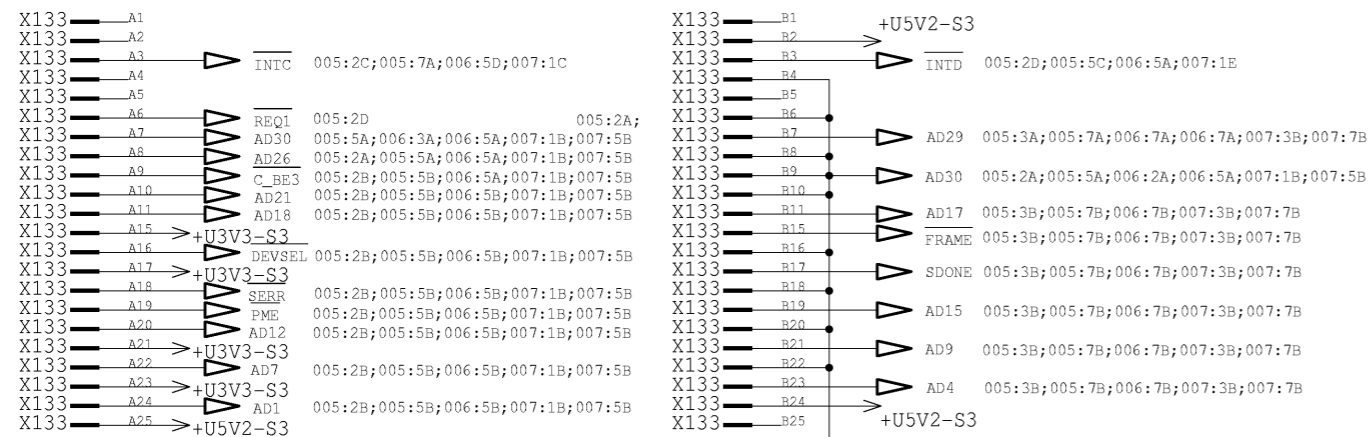 X133 A1 X133 B1
X133 A2 X133 B2 +U5V2-S3
X133 A3 INTC 005:2C;005:7A;006:5D;007:1C X133 B3 INTD 005:2D;005:5C;006:5A;007:1E
X133 A4 X133 B4
X133 A5 X133 B5
X133 A6 REQ1 005:2D 005:2A; X133 B6
X133 A7 AD30 005:5A;006:3A;006:5A;007:1B;007:5B X133 B7 AD29 005:3A;005:7A;006:7A;006:7A;007:3B;007:7B
X133 A8 AD26 005:2A;005:5A;006:5A;007:1B;007:5B X133 B8
X133 A9 C_BE3 005:2B;005:5B;006:5A;007:1B;007:5B X133 B9 AD30 005:2A;005:5A;006:2A;006:5A;007:1B;007:5B
X133 A10 AD21 005:2B;005:5B;006:5B;007:1B;007:5B X133 B10
X133 A11 AD18 005:2B;005:5B;006:5B;007:1B;007:5B X133 B11 AD17 005:3B;005:7B;006:7B;007:3B;007:7B
X133 A15 +U3V3-S3 X133 B15 FRAME 005:3B;005:7B;006:7B;007:3B;007:7B
X133 A16 DEVSEL 005:2B;005:5B;006:5B;007:1B;007:5B X133 B16
X133 A17 +U3V3-S3 X133 B17 SDONE 005:3B;005:7B;006:7B;007:3B;007:7B
X133 A18 SERR 005:2B;005:5B;006:5B;007:1B;007:5B X133 B18
X133 A19 PME 005:2B;005:5B;006:5B;007:1B;007:5B X133 B19 AD15 005:3B;005:7B;006:7B;007:3B;007:7B
X133 A20 AD12 005:2B;005:5B;006:5B;007:1B;007:5B X133 B20
X133 A21 +U3V3-S3 X133 B21 AD9 005:3B;005:7B;006:7B;007:3B;007:7B
X133 A22 AD7 005:2B;005:5B;006:5B;007:1B;007:5B X133 B22
X133 A23 +U3V3-S3 X133 B23 AD4 005:3B;005:7B;006:7B;007:3B;007:7B
X133 A24 AD1 005:2B;005:5B;006:5B;007:1B;007:5B X133 B24 +U5V2-S3
X133 A25 +U5V2-S3 X133 B25